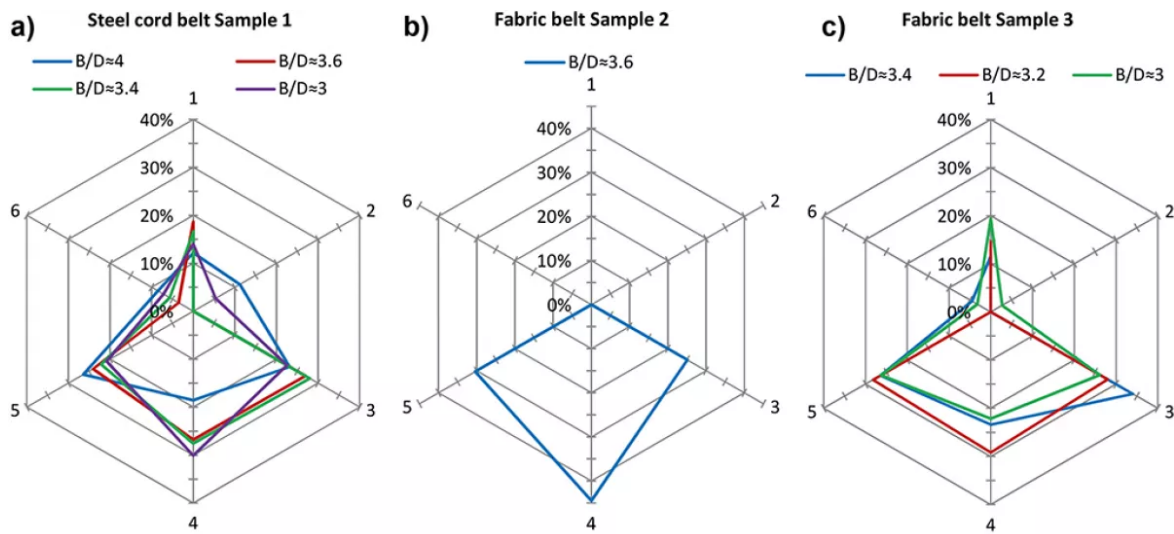 a)
Steel cord belt Sample 1
B/D≈4
B/D≈3.6
B/D≈3.4
B/D≈3
1
40%
30%
20%
10%
0%
6
2
5
3
4
b)
Fabric belt Sample 2
B/D≈3.6
1
40%
30%
20%
10%
0%
6
2
5
3
4
c)
Fabric belt Sample 3
B/D≈3.4
B/D≈3.2
B/D≈3
1
40%
30%
20%
10%
0%
6
2
5
3
4